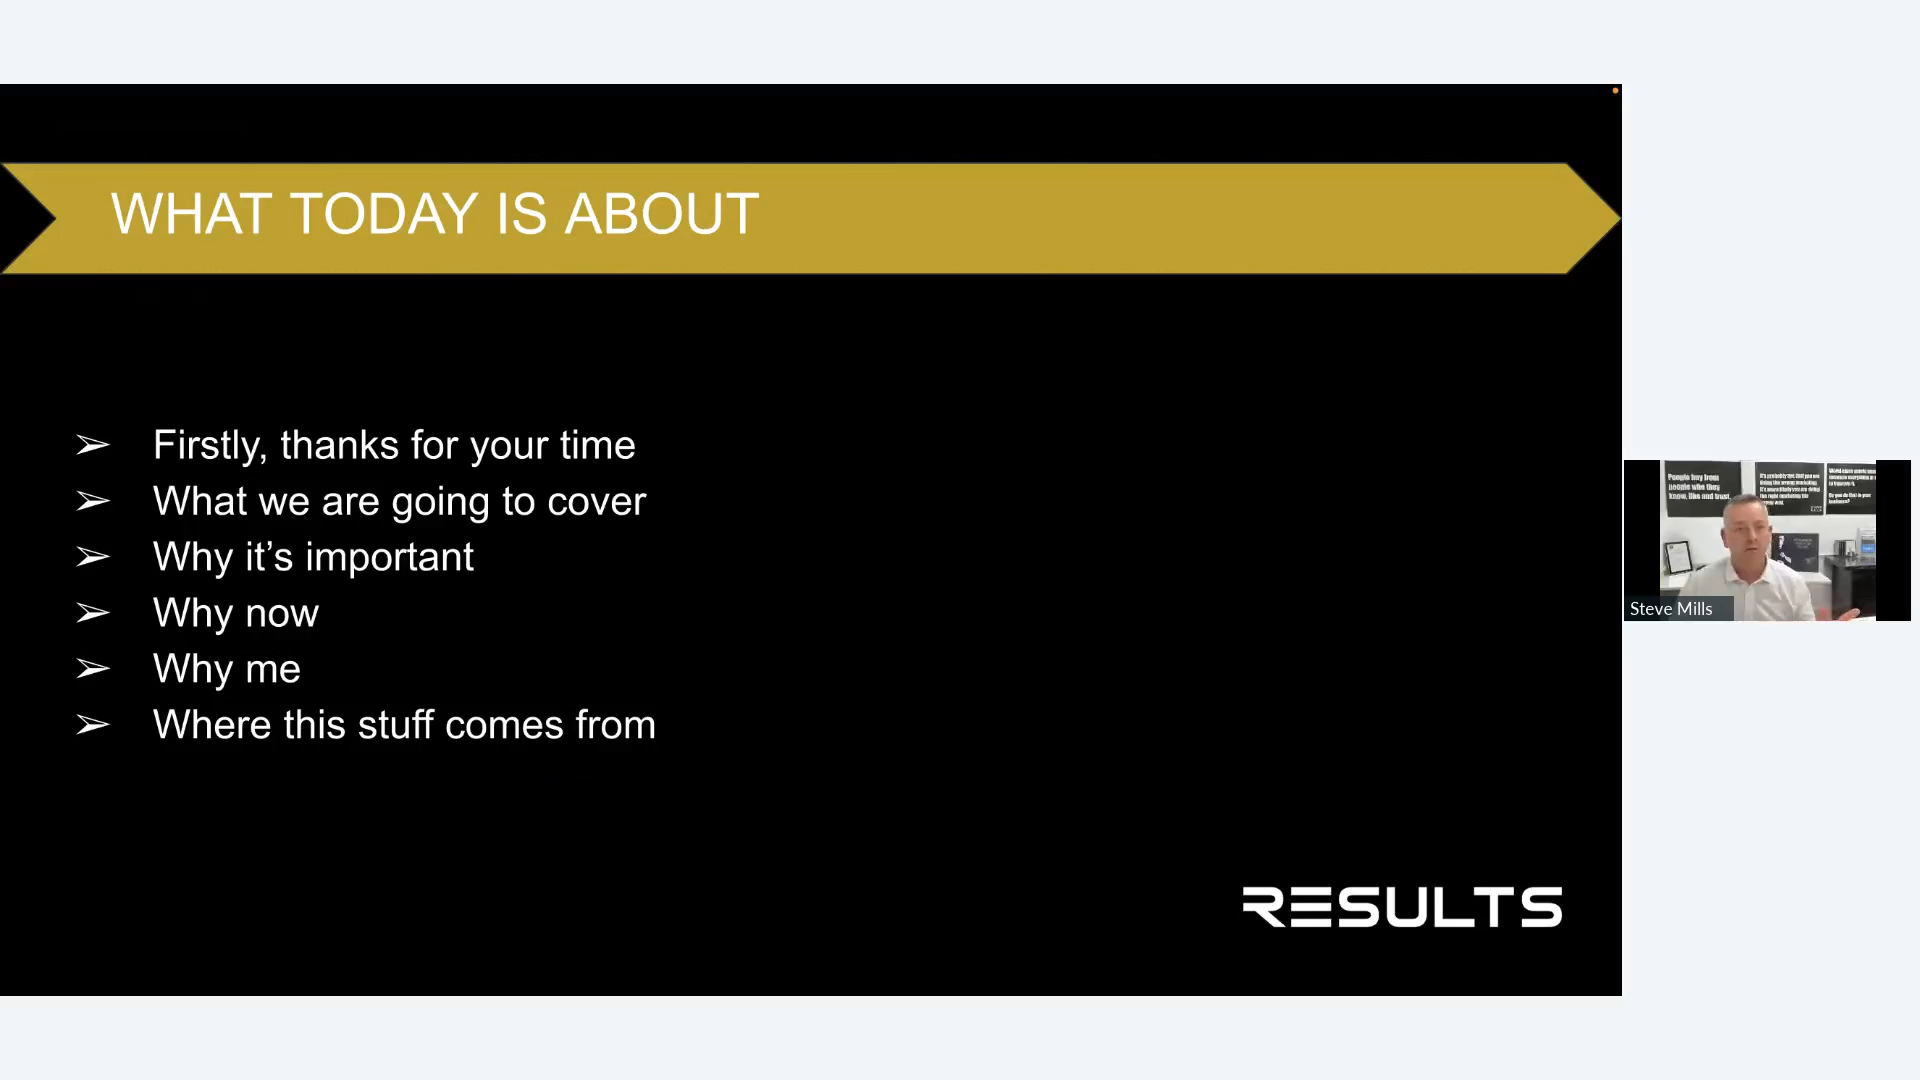 WHAT TODAY IS ABOUT
➢ Firstly, thanks for your time
➢ What we are going to cover
➢ Why it’s important
➢ Why now
➢ Why me
➢ Where this stuff comes from
RESULTS
People buy from
people who they
know, like and trust.
Steve Mills